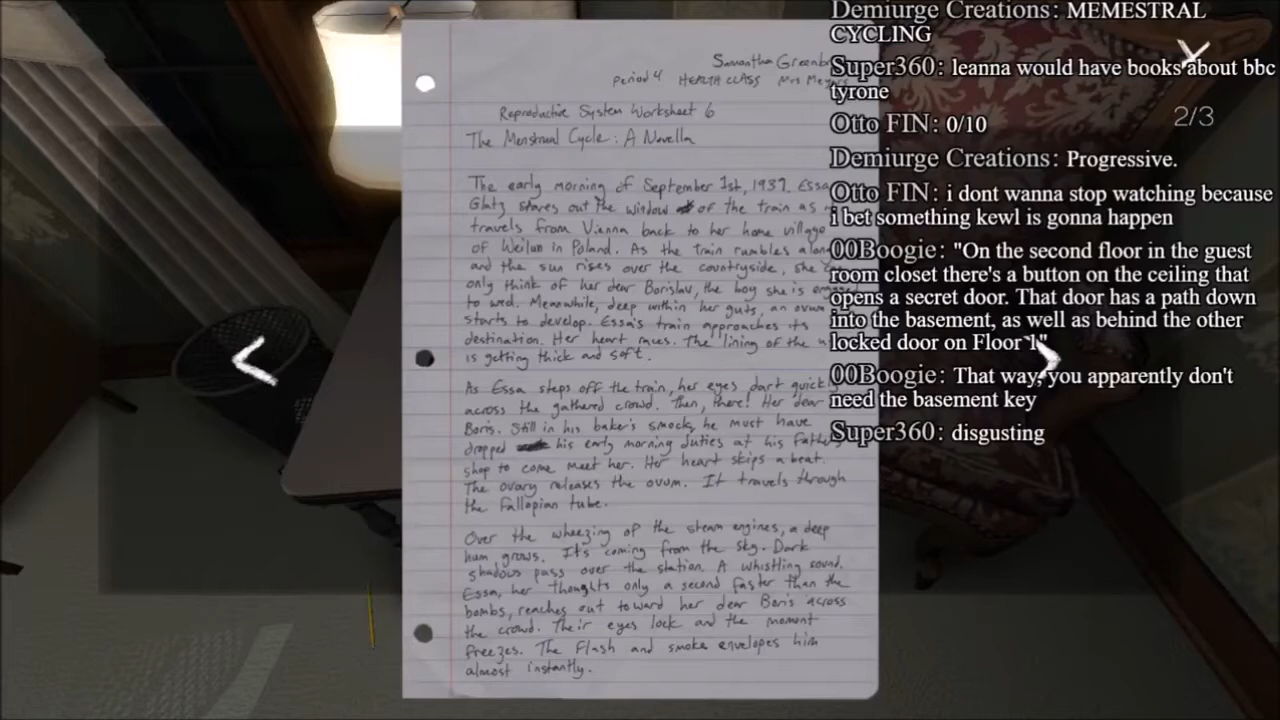 Samantha Greenb
Period 4 HEALTH CLASS Mrs Meyers
Reproductive System Worksheet 6
The Menstrual Cycle: A Novella
The early morning of September 1st, 1937. Essa
Glatz stares out the window of the train as
travels from Vienna back to her home village
of Weilun in Poland. As the train rumbles along
and the sun rises over the countryside, she
only think of her dear Borislav, the boy she is engaged
to wed. Meanwhile, deep within her guts, an ovum
starts to develop. Essa's train approaches its
destination. Her heart races. The lining of the
is getting thick and soft.
As Essa steps off the train, her eyes dart quickly
across the gathered crowd. Then, there! Her dear
Boris. Still in his baker's smock, he must have
dropped his early morning duties at his father's
shop to come meet her. Her heart skips a beat.
The ovary releases the ovum. It travels through
the fallopian tube.
Over the wheezing of the steam engines, a deep
hum grows. It's coming from the sky. Dark
shadows pass over the station. A whistling sound.
Essa, her thoughts only a second faster than the
bombs, reaches out toward her dear Boris across
the crowd. Their eyes lock and the moment
freezes. The flash and smoke envelopes him
almost instantly.
Demiurge Creations: MEMESTRAL
CYCLING
Super360: leanna would have books about bbc
tyrone
2/3
Otto FIN: 0/10
Demiurge Creations: Progressive.
Otto FIN: i dont wanna stop watching because
i bet something kewl is gonna happen
00Boogie: "On the second floor in the guest
room closet there's a button on the ceiling that
opens a secret door. That door has a path down
into the basement, as well as behind the other
locked door on Floor 1"
00Boogie: That way, you apparently don't
need the basement key
Super360: disgusting